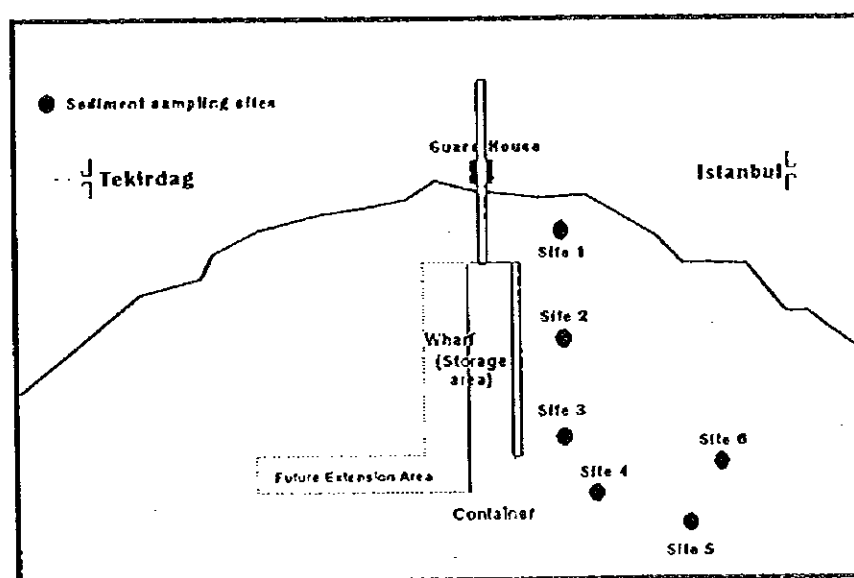 Sediment sampling sites
Guard House
Tekirdag
Istanbul
Site 1
Site 2
Wharf
(Storage
area)
Site 3
Site 6
Future Extension Area
Site 4
Container
Site 5